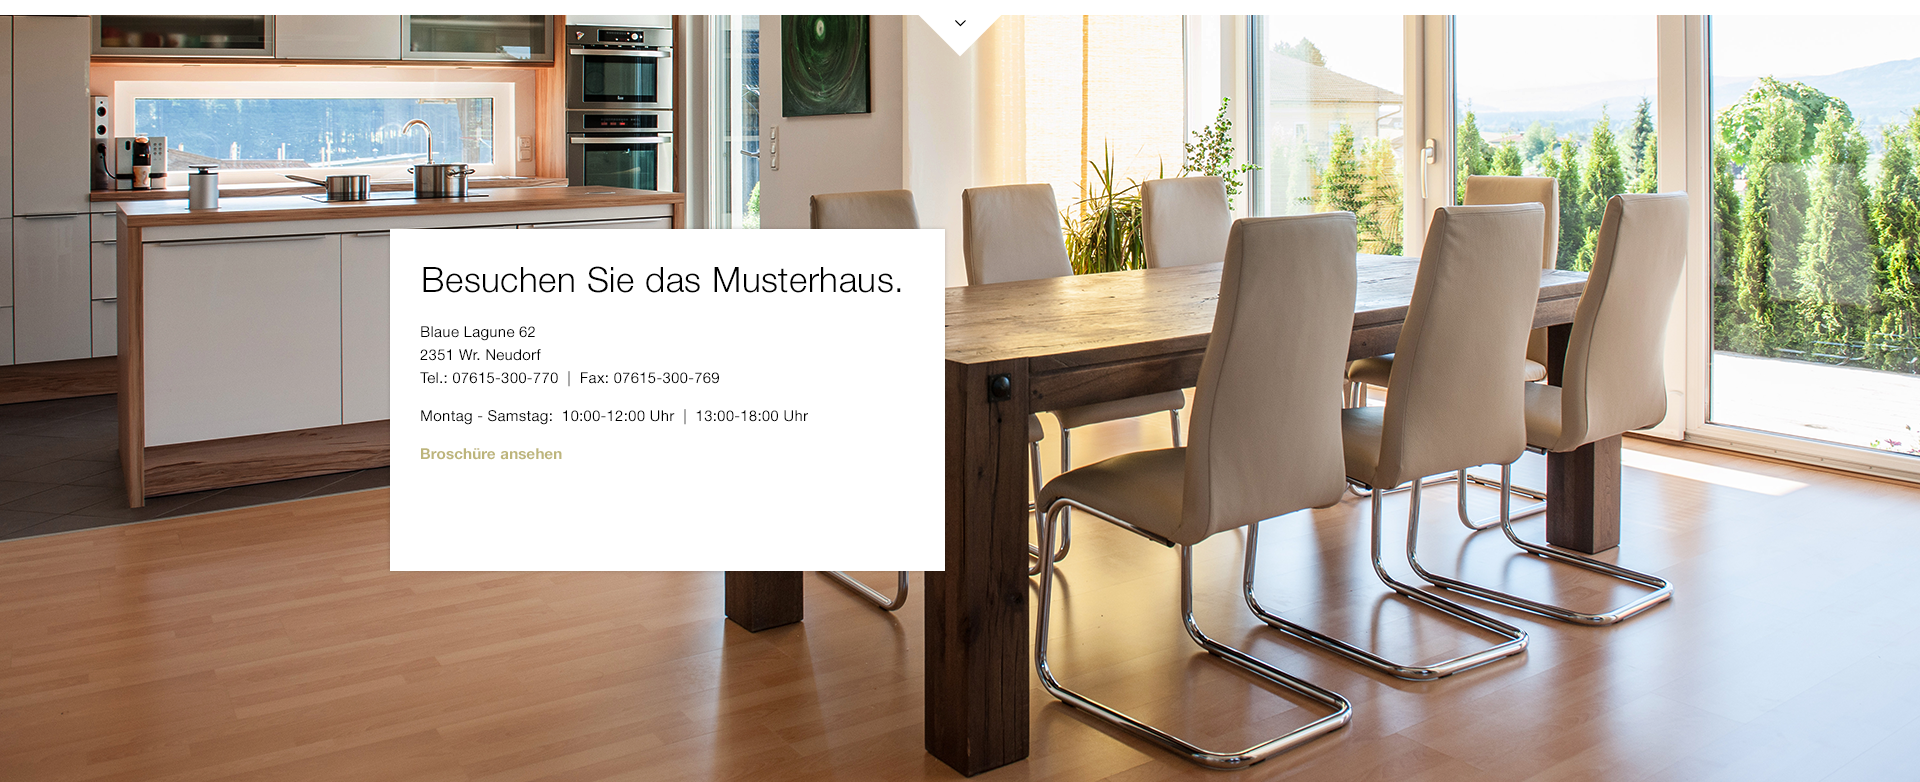 Besuchen Sie das Musterhaus.
Blaue Lagune 62
2351 Wr. Neudorf
Tel.: 07615-300-770 | Fax: 07615-300-769
Montag - Samstag: 10:00-12:00 Uhr | 13:00-18:00 Uhr
Broschüre ansehen